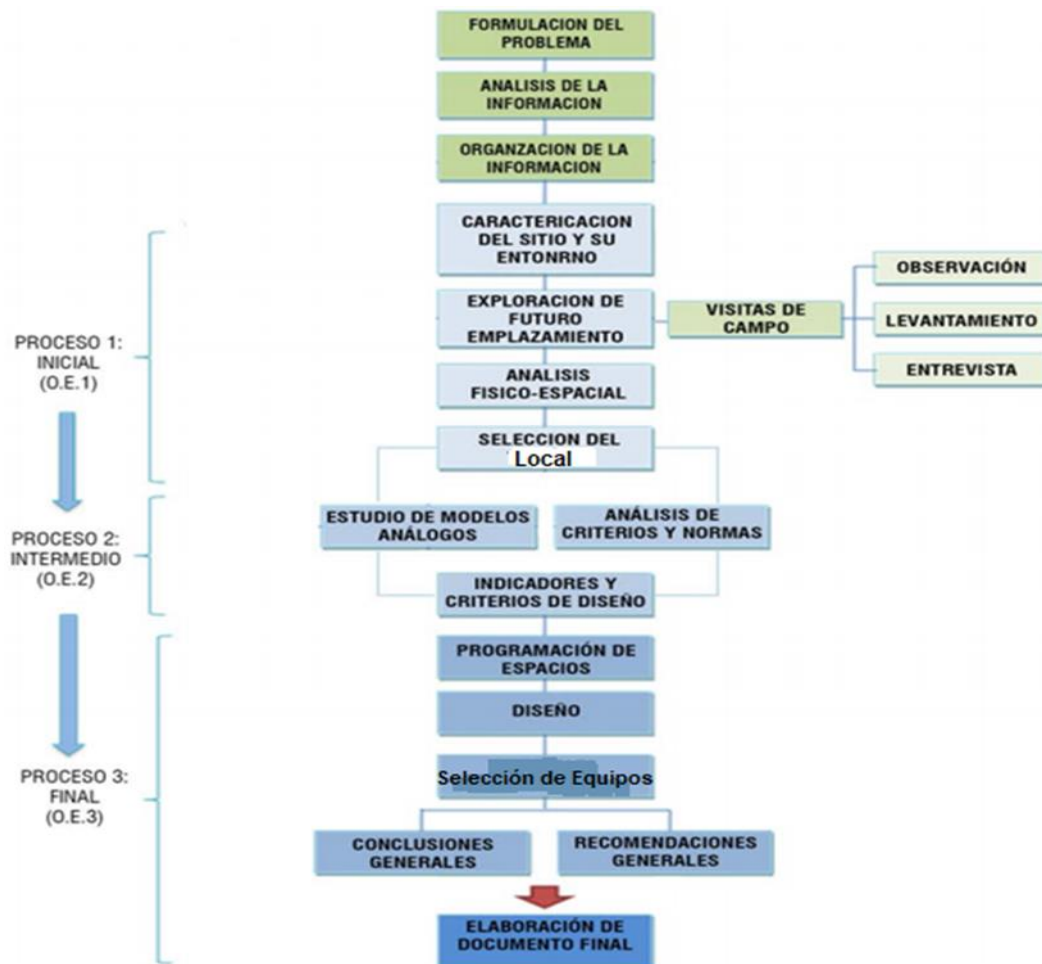 FORMULACION DEL
PROBLEMA
ANALISIS DE LA
INFORMACION
ORGANZACION DE LA
INFORMACION
CARACTERICACION
DEL SITIO Y SU
ENTONRNO
EXPLORACION DE
FUTURO
EMPLAZAMIENTO
VISITAS DE
CAMPO
OBSERVACIÓN
LEVANTAMIENTO
ENTREVISTA
PROCESO 1:
INICIAL
(O.E.1)
ANALISIS
FISICO-ESPACIAL
SELECCION DEL
Local
PROCESO 2:
INTERMEDIO
(O.E.2)
ESTUDIO DE MODELOS
ANÁLOGOS
ANÁLISIS DE
CRITERIOS Y NORMAS
INDICADORES Y
CRITERIOS DE DISEÑO
PROGRAMACIÓN DE
ESPACIOS
DISEÑO
PROCESO 3:
FINAL
(O.E.3)
Selección de Equipos
CONCLUSIONES
GENERALES
RECOMENDACIONES
GENERALES
ELABORACIÓN DE
DOCUMENTO FINAL